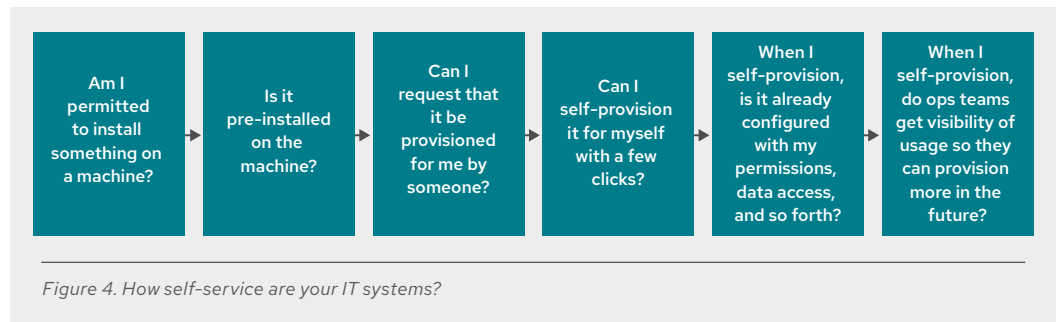 Am I
permitted
to install
something on
a machine?
Is it
pre-installed
on the
machine?
Can I
request that
it be
provisioned
for me by
someone?
Can I
self-provision
it for myself
with a few
clicks?
When I
self-provision,
is it already
configured
with my
permissions,
data access,
and so forth?
When I
self-provision,
do ops teams
get visibility of
usage so they
can provision
more in the
future?
Figure 4. How self-service are your IT systems?